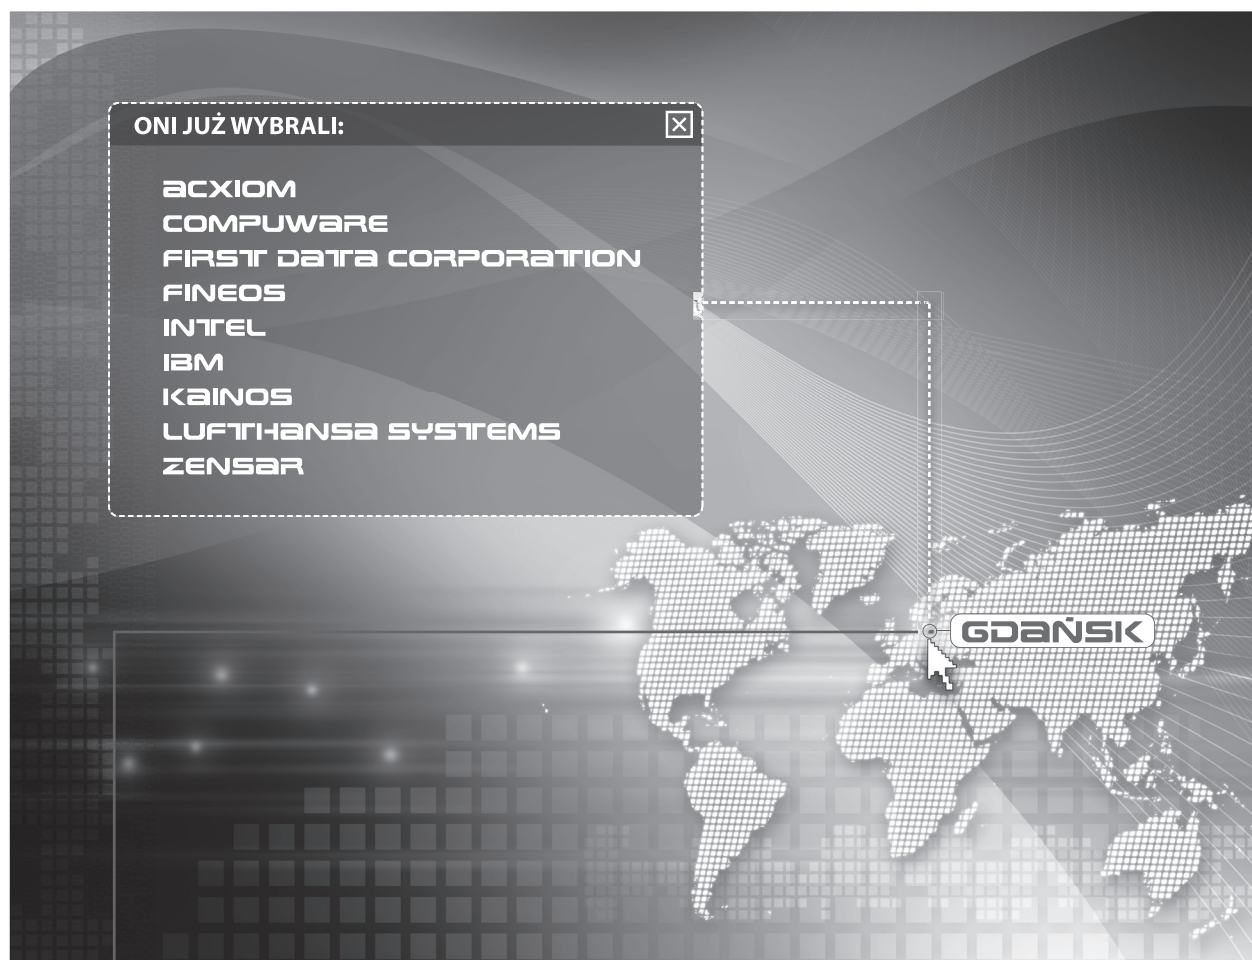 ONI JUŻ WYBRALI:
ACXIOM
COMPUWARE
FIRST DATA CORPORATION
FINEOS
INTEL
IBM
KAINOS
LUFTHANSA SYSTEMS
ZENSAR
GDAŃSK